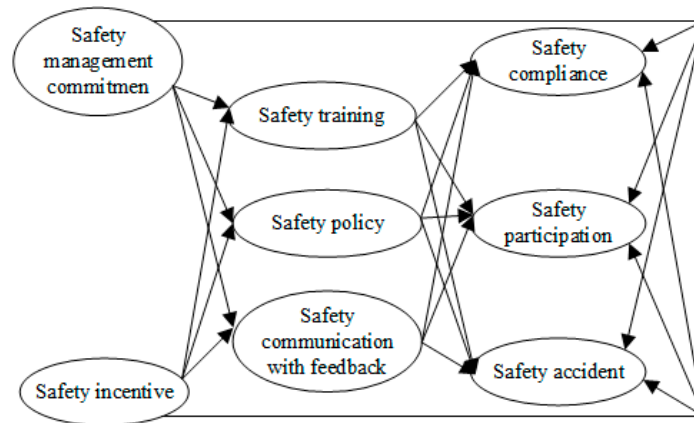 Safety
management
commitmen
Safety training
Safety policy
Safety
communication
with feedback
Safety incentive
Safety
compliance
Safety
participation
Safety accident